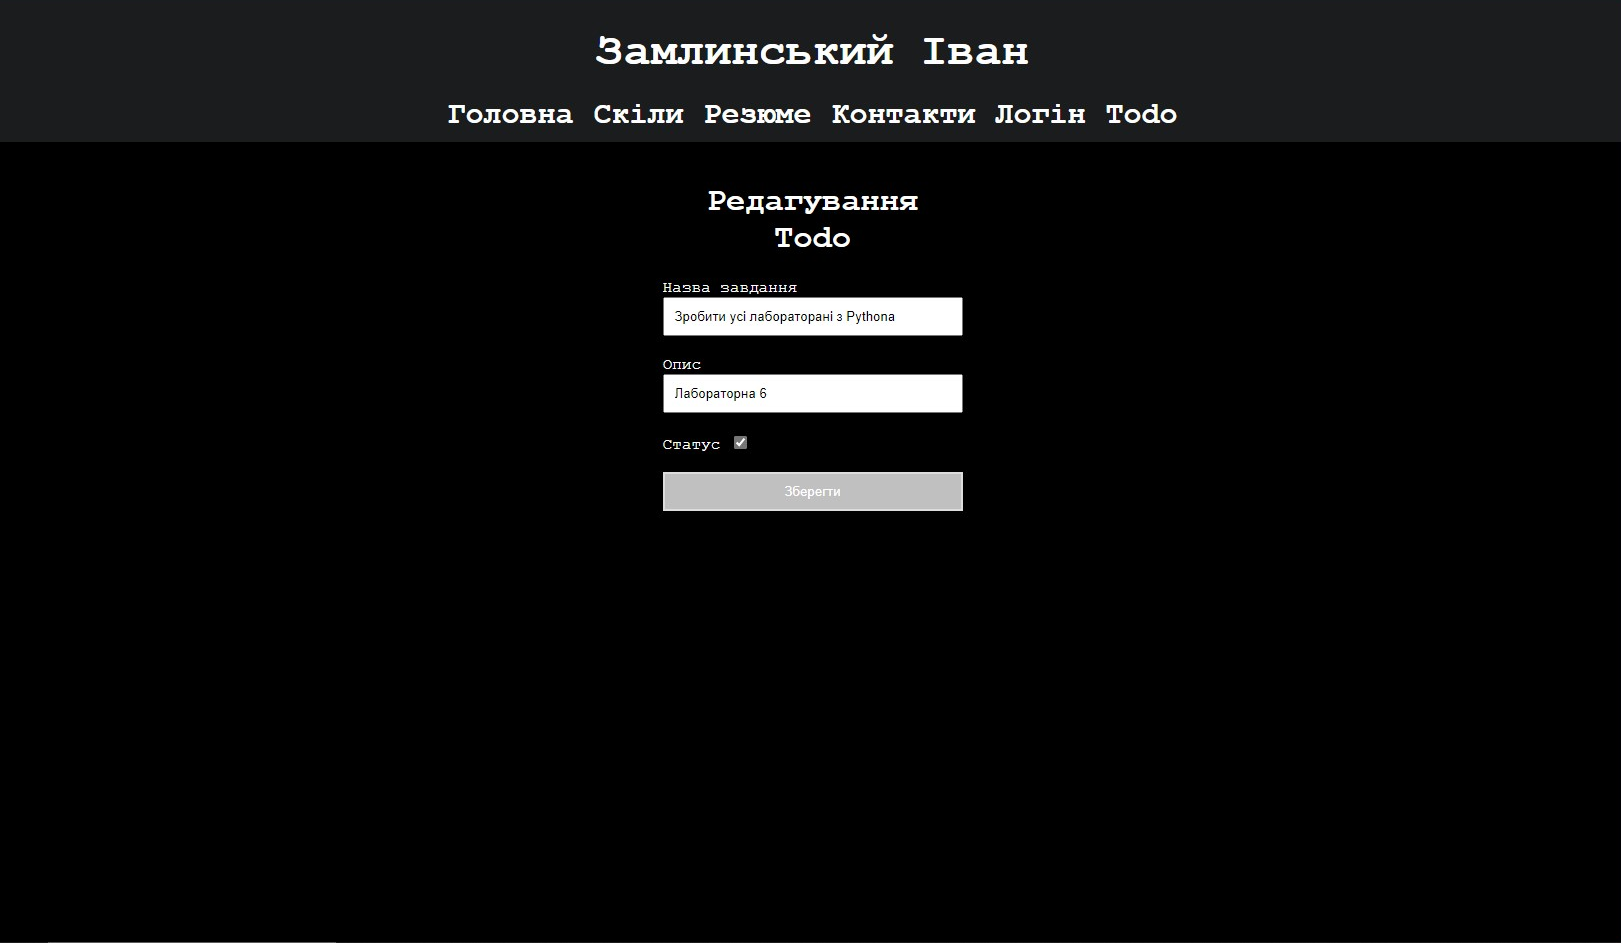 Замлинський Іван
Головна Скіли Резюме Контакти Логін Todo
Редагування
Todo
Назва завдання
Зробити усі лабораторані з Pythona
Опис
Лабораторна 6
Статус
Зберегти